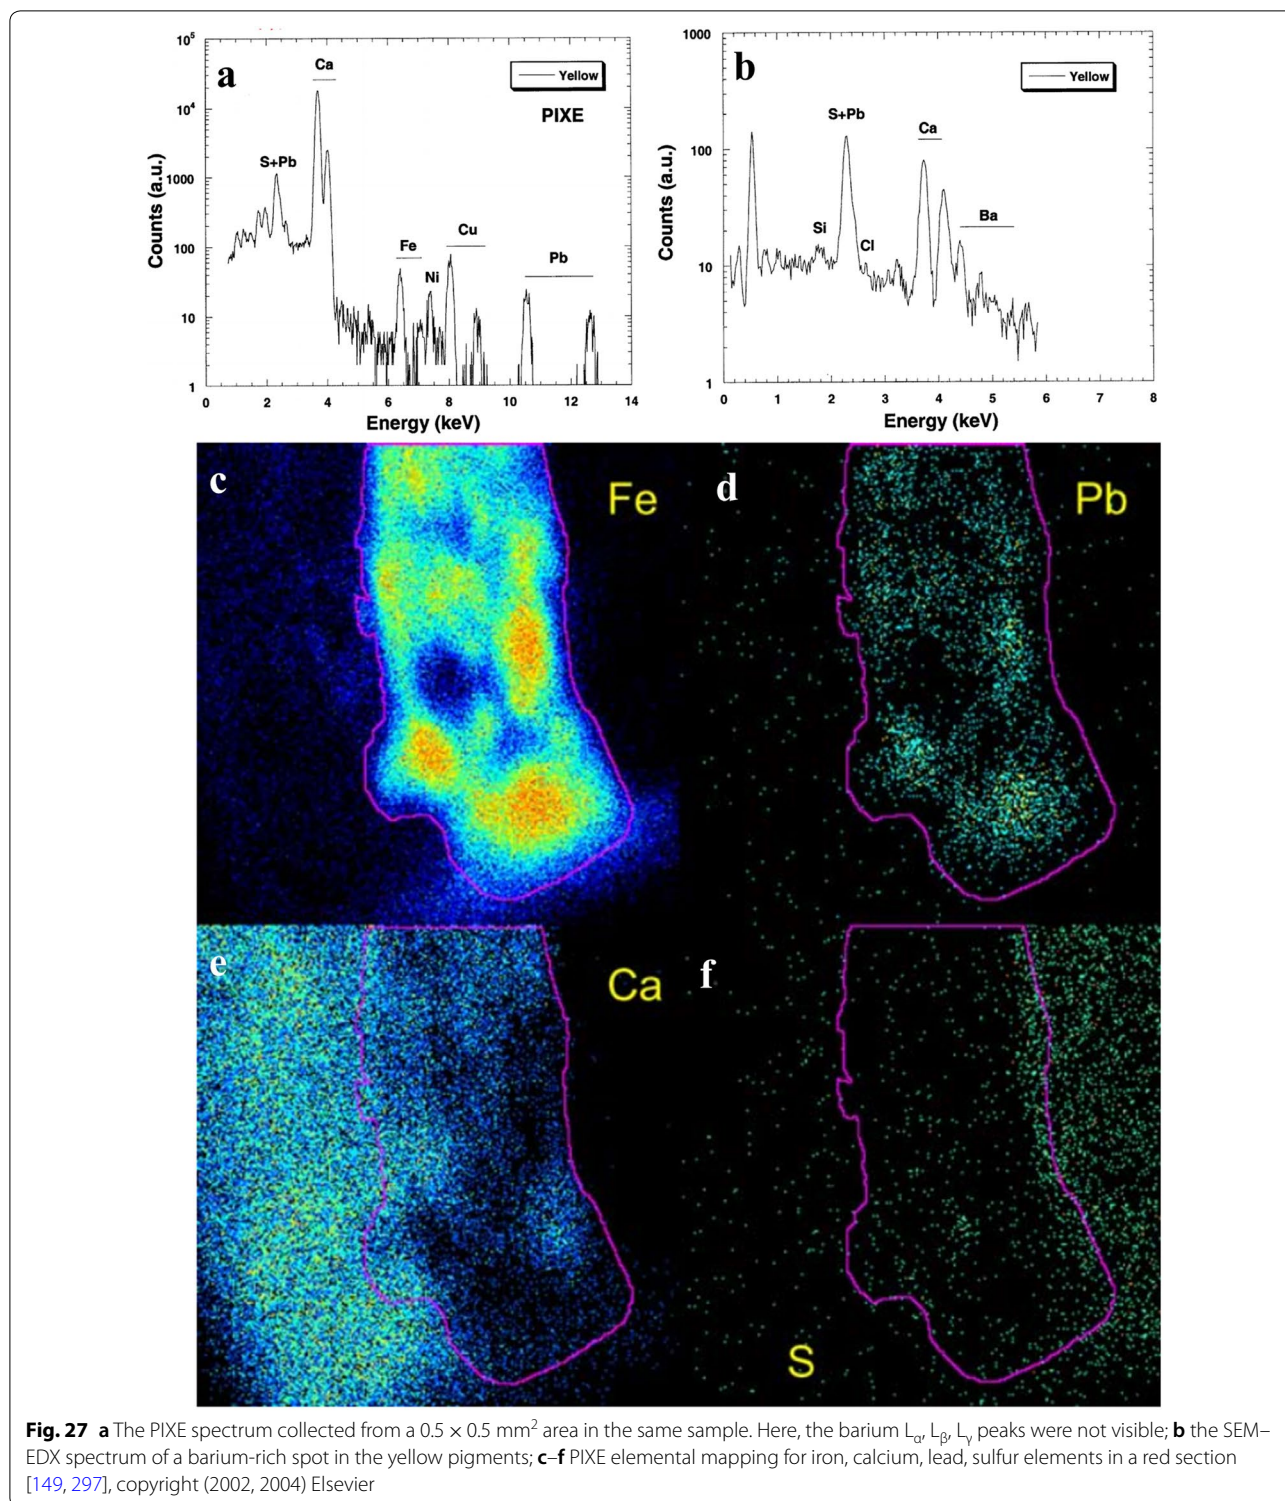 a
Ca
Yellow
PIXE
S+Pb
Fe
Ni
Cu
Pb
Counts (a.u.)
10⁵
10⁴
1000
100
10
1
0 2 4 6 8 10 12 14
Energy (keV)
b
Yellow
S+Pb
Ca
Si
Cl
Ba
Counts (a.u.)
1000
100
10
1
0 1 2 3 4 5 6 7 8
Energy (keV)
c
Fe
d
Pb
e
Ca
f
S
Fig. 27 a The PIXE spectrum collected from a 0.5 × 0.5 mm² area in the same sample. Here, the barium Lα, Lβ, Lγ peaks were not visible; b the SEM–
EDX spectrum of a barium-rich spot in the yellow pigments; c–f PIXE elemental mapping for iron, calcium, lead, sulfur elements in a red section
[149, 297], copyright (2002, 2004) Elsevier